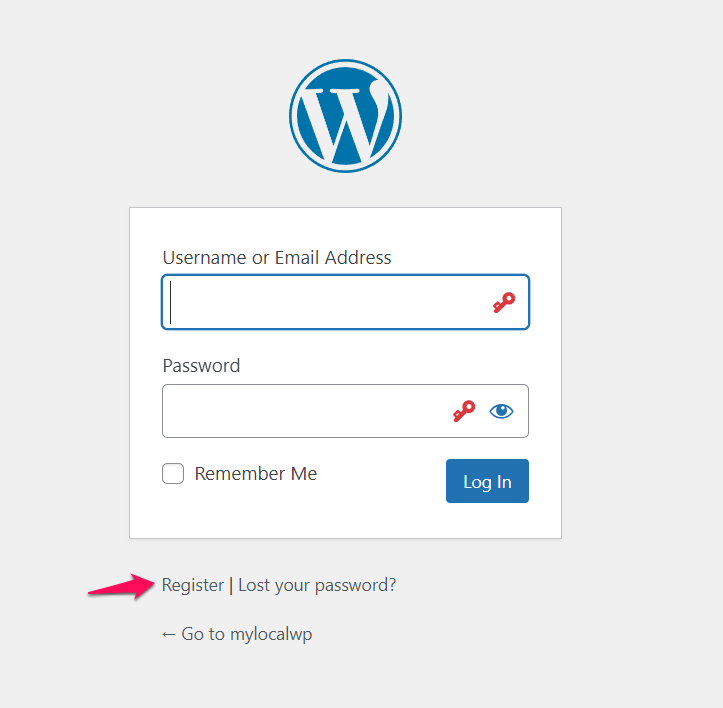 Username or Email Address
Password
Remember Me
Log In
Register | Lost your password?
← Go to mylocalwp